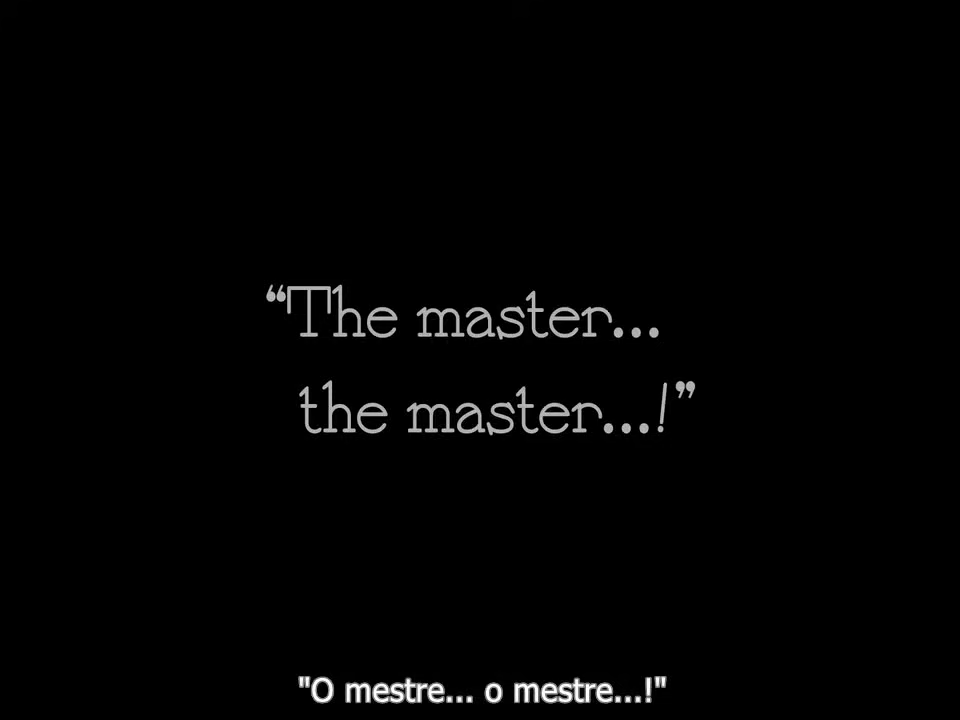 “The master...
the master...!”
"O mestre... o mestre...!"